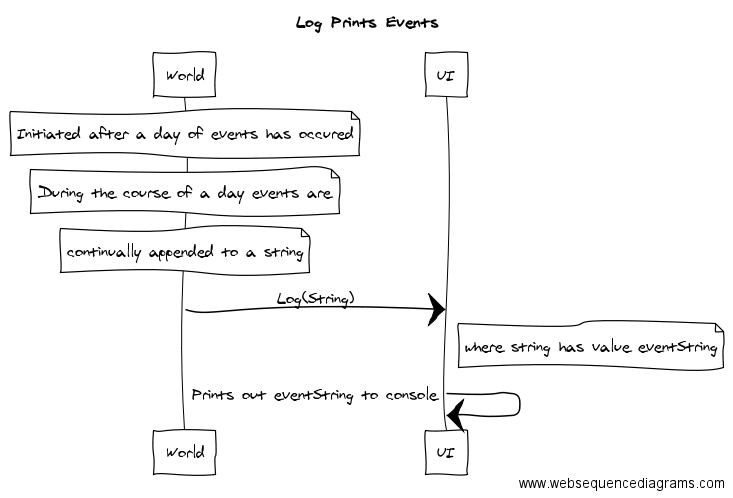 Log Prints Events
World UI
Initiated after a day of events has occured
During the course of a day events are
continually appended to a string
Log(String)
where string has value eventString
Prints out eventString to console
World UI
www.websequencediagrams.com